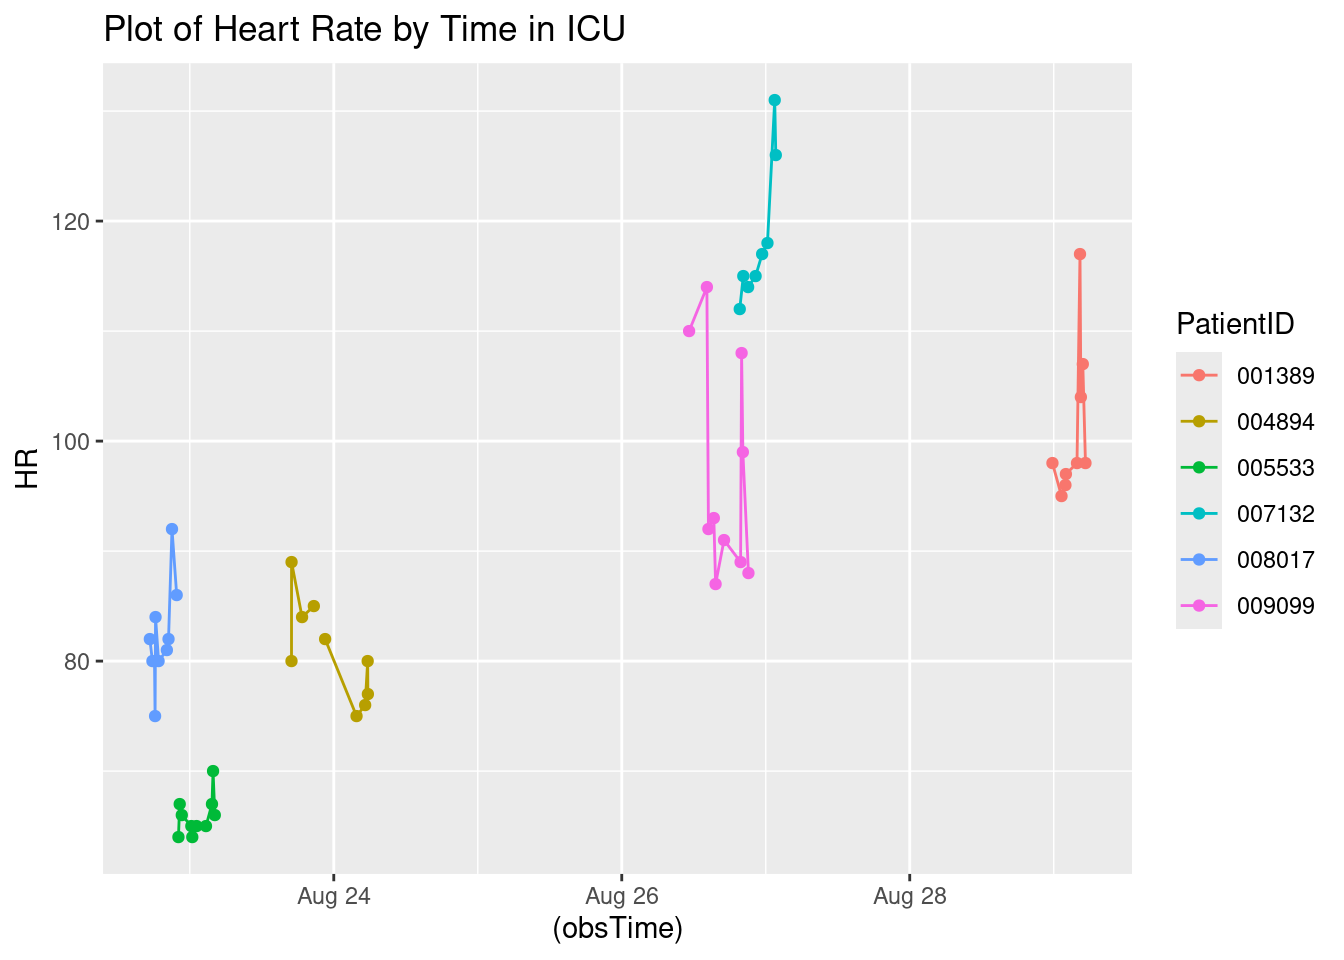 Plot of Heart Rate by Time in ICU
HR
120
100
80
Aug 24
Aug 26
Aug 28
(obsTime)
PatientID
001389
004894
005533
007132
008017
009099